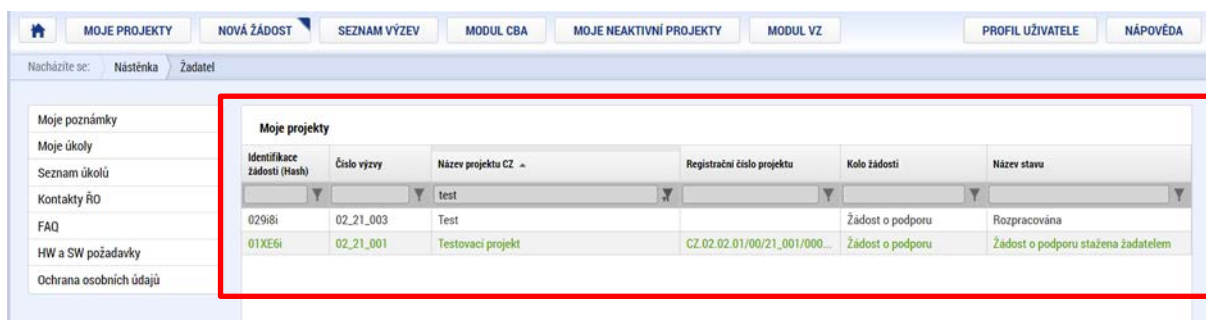 MOJE PROJEKTY NOVÁ ŽÁDOST SEZNAM VÝZEV MODUL CBA MOJE NEAKTIVNÍ PROJEKTY MODUL VZ PROFIL UŽIVATELE NÁPOVĚDA
Nacházíte se: Nástěnka Žadatel
Moje poznámky
Moje úkoly
Seznam úkolů
Kontakty ŘO
FAQ
HW a SW požadavky
Ochrana osobních údajů
Moje projekty
Identifikace žádosti (Hash) Číslo výzvy Název projektu CZ Registrační číslo projektu Kolo žádosti Název stavu
test
029i8i 02_21_003 Test Žádost o podporu Rozpracována
01XE6i 02_21_001 Testovací projekt CZ.02.02.01/00/21_001/000... Žádost o podporu Žádost o podporu stažena žadatelem